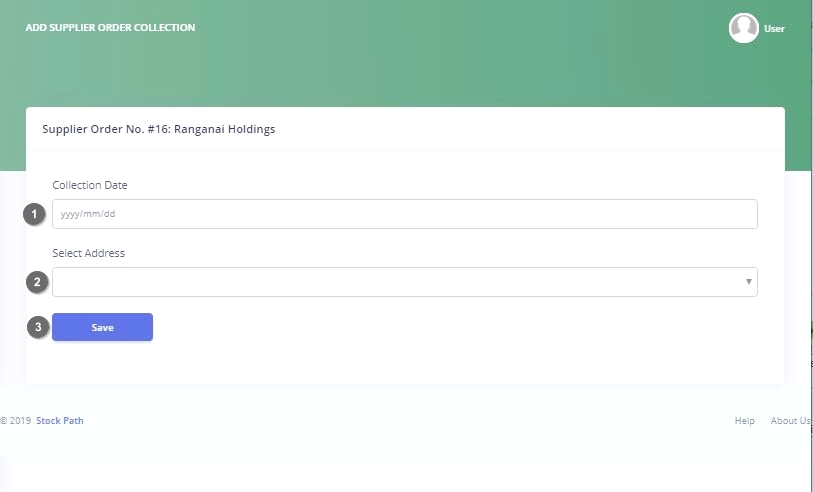 ADD SUPPLIER ORDER COLLECTION
User
Supplier Order No. #16: Ranganai Holdings
Collection Date
1
yyyy/mm/dd
Select Address
2
3
Save
© 2019 Stock Path
Help About Us